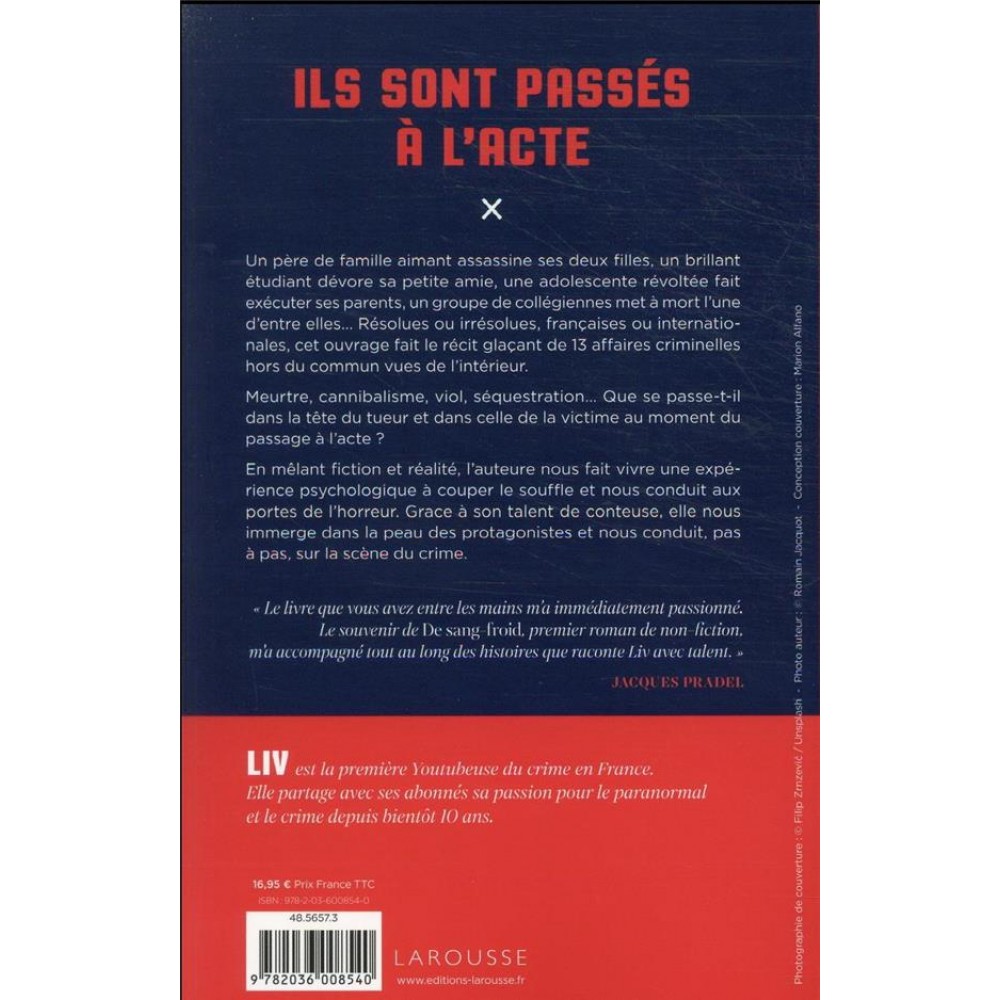 ILS SONT PASSÉS
À L'ACTE
Un père de famille aimant assassine ses deux filles, un brillant
étudiant dévore sa petite amie, une adolescente révoltée fait
exécuter ses parents, un groupe de collégiennes met à mort l'une
d'entre elles... Résolues ou irrésolues, françaises ou internatio-
nales, cet ouvrage fait le récit glaçant de 13 affaires criminelles
hors du commun vues de l'intérieur.
Meurtre, cannibalisme, viol, séquestration... Que se passe-t-il
dans la tête du tueur et dans celle de la victime au moment du
passage à l'acte ?
En mêlant fiction et réalité, l'auteure nous fait vivre une expé-
rience psychologique à couper le souffle et nous conduit aux
portes de l'horreur. Grace à son talent de conteuse, elle nous
immerge dans la peau des protagonistes et nous conduit, pas
à pas, sur la scène du crime.
« Le livre que vous avez entre les mains m'a immédiatement passionné.
Le souvenir de De sang-froid, premier roman de non-fiction,
m'a accompagné tout au long des histoires que raconte Liv avec talent. »
JACQUES PRADEL
LIV est la première Youtubeuse du crime en France.
Elle partage avec ses abonnés sa passion pour le paranormal
et le crime depuis bientôt 10 ans.
16,95 € Prix France TTC
ISBN : 978-2-03-600854-0
48.5657.3
9 782036 008540
LAROUSSE
www.editions-larousse.fr
Photographie de couverture : © Filip Zrnzević / Unsplash - Photo auteur : © Romain Jacquot - Conception couverture : Marion Alfano